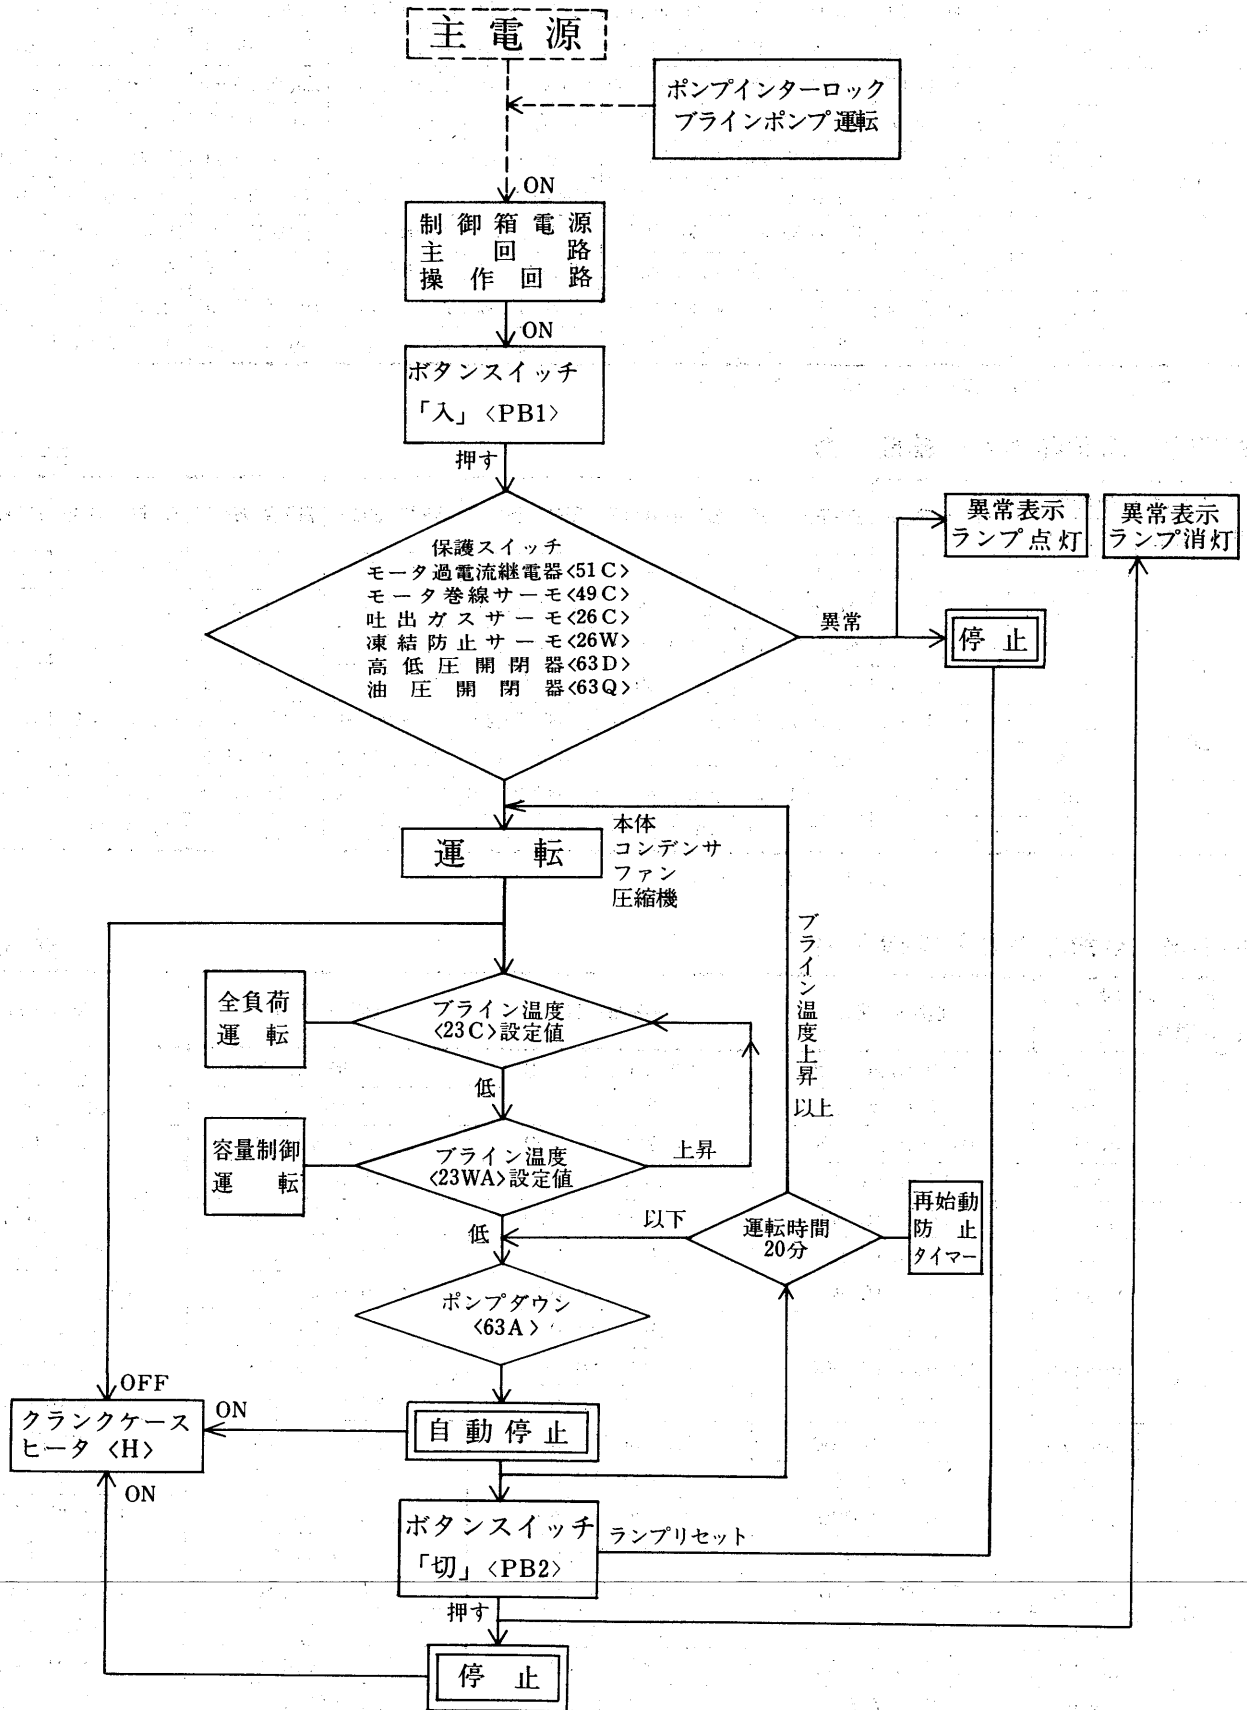 主電源
ポンプインターロック
ブラインポンプ運転
ON
制御箱電源
主回路
操作回路
ON
ボタンスイッチ
「入」〈PB1〉
押す
保護スイッチ
モータ過電流継電器〈51C〉
モータ巻線サーモ〈49C〉
吐出ガスサーモ〈26C〉
凍結防止サーモ〈26W〉
高低圧開閉器〈63D〉
油圧開閉器〈63Q〉
異常
異常表示
ランプ点灯
異常表示
ランプ消灯
停止
運転
本体
コンデンサ
ファン
圧縮機
ブライン温度上昇
以上
全負荷
運転
ブライン温度
〈23C〉設定値
低
容量制御
運転
ブライン温度
〈23WA〉設定値
上昇
低
以下
運転時間
20分
再始動
防止
タイマー
ポンプダウン
〈63A〉
OFF
クランクケース
ヒータ〈H〉
ON
自動停止
ON
ボタンスイッチ
「切」〈PB2〉
ランプリセット
押す
停止